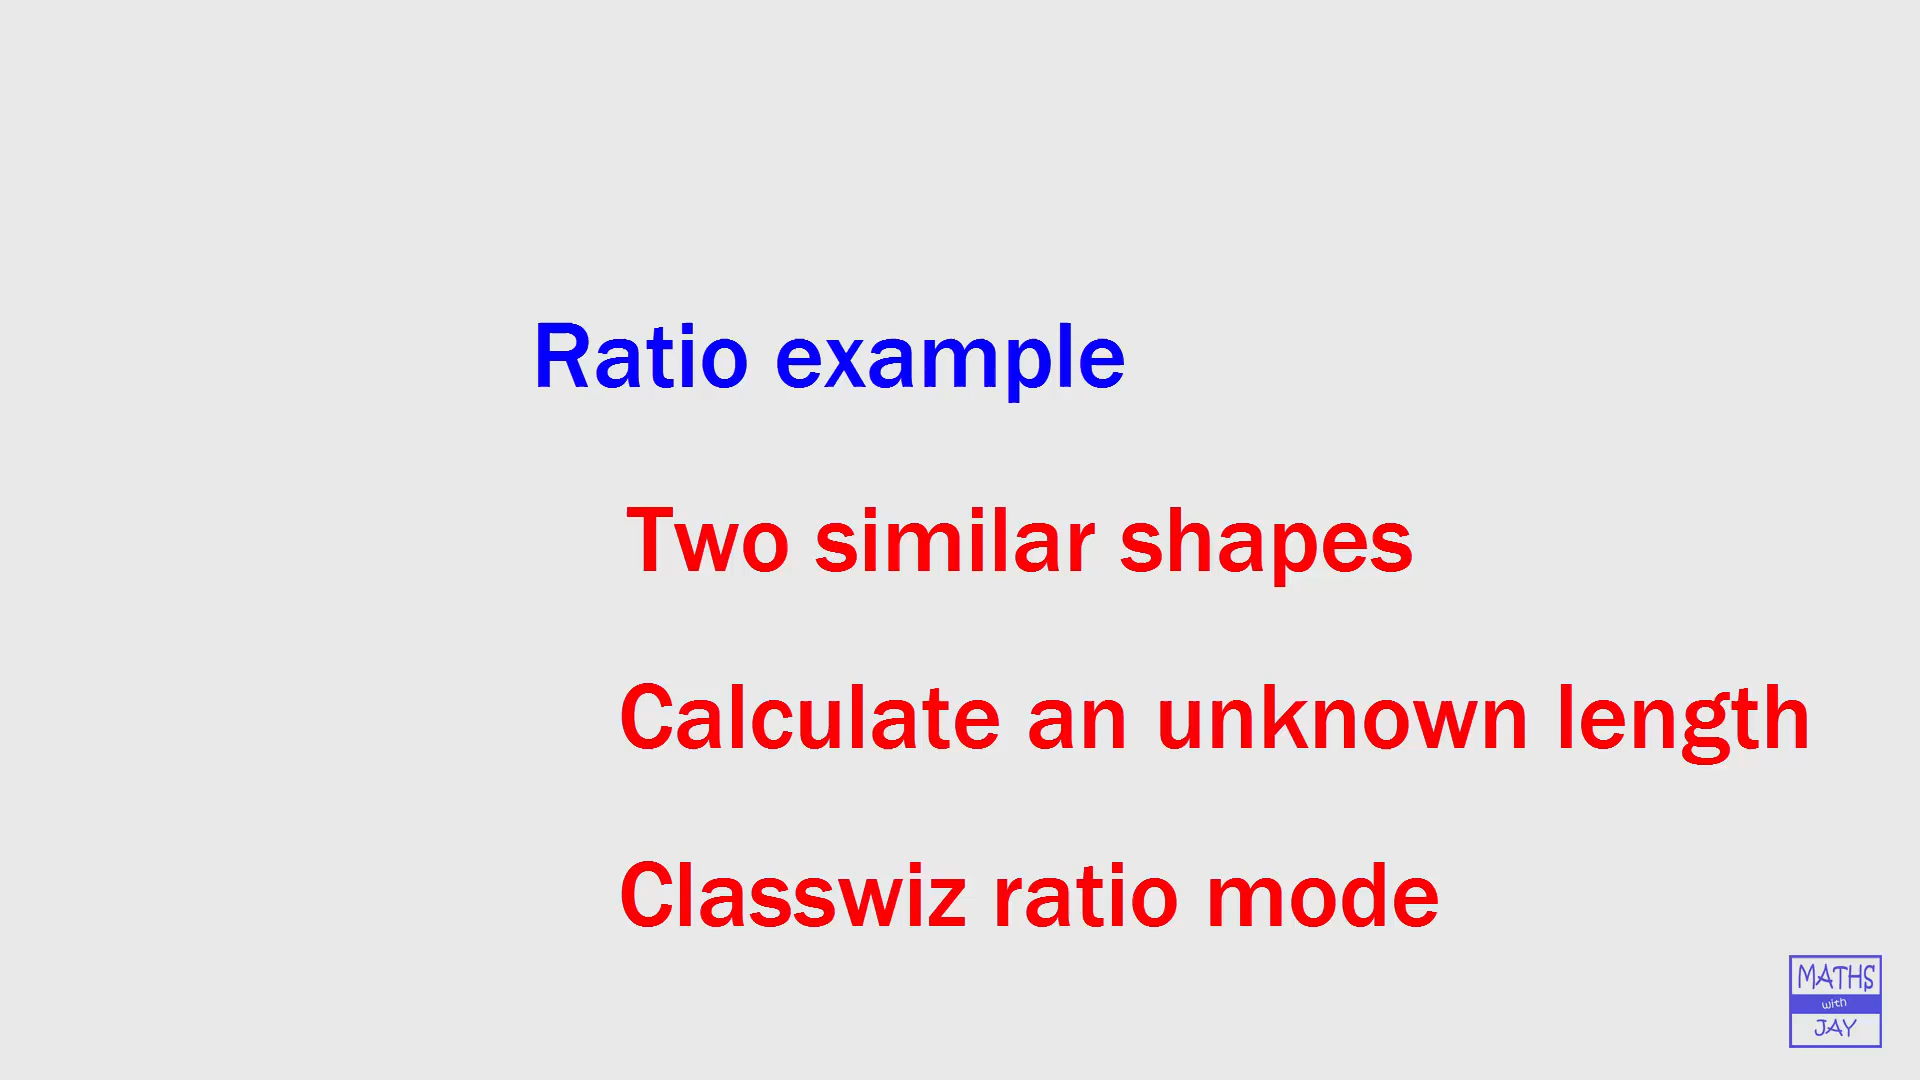 Ratio example
Two similar shapes
Calculate an unknown length
Classwiz ratio mode
MATHS
with
JAY